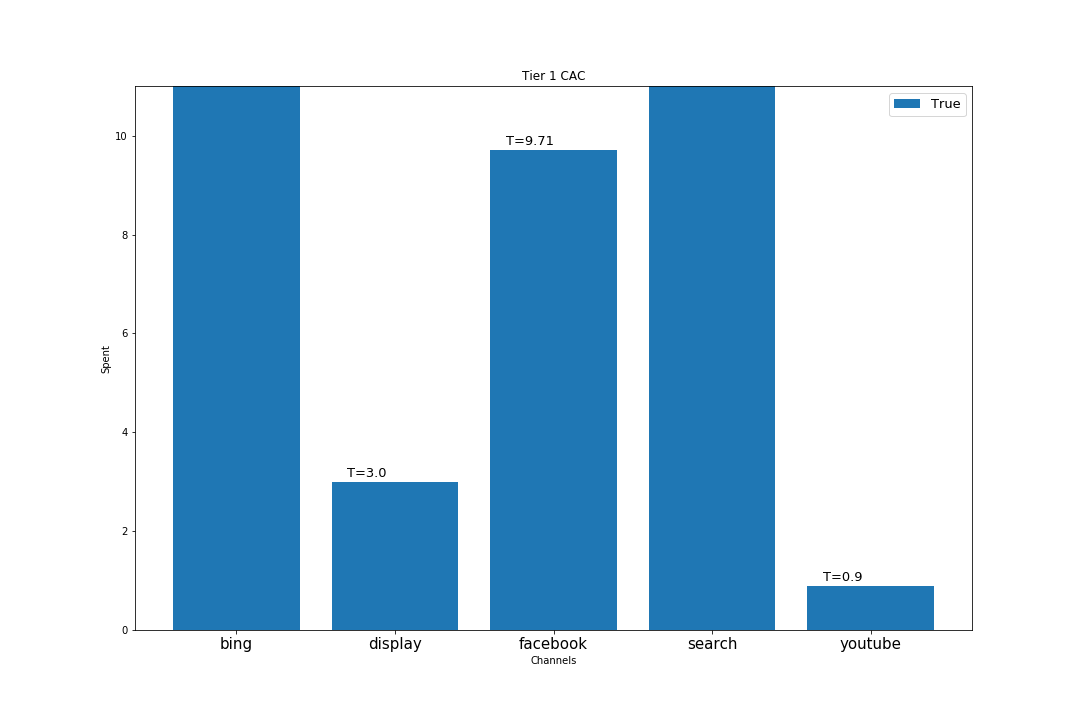 Tier 1 CAC
True
10
8
6
4
2
0
Spent
T=9.71
T=3.0
T=0.9
bing
display
facebook
search
youtube
Channels